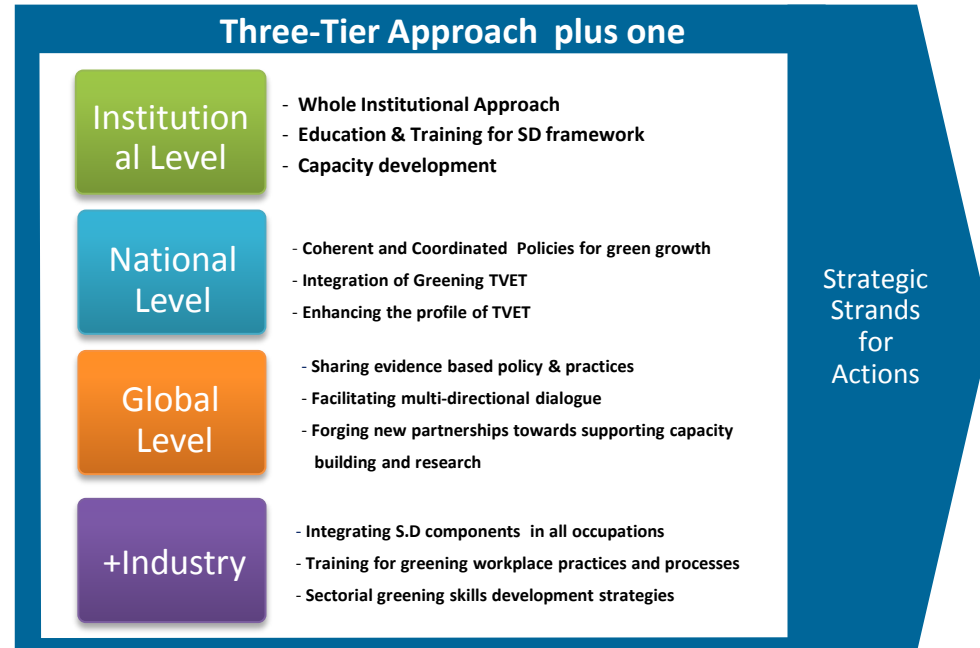 Three-Tier Approach plus one
Institution
al Level
- Whole Institutional Approach
- Education & Training for SD framework
- Capacity development
National
Level
- Coherent and Coordinated Policies for green growth
- Integration of Greening TVET
- Enhancing the profile of TVET
Global
Level
- Sharing evidence based policy & practices
- Facilitating multi-directional dialogue
- Forging new partnerships towards supporting capacity
building and research
+Industry
- Integrating S.D components in all occupations
- Training for greening workplace practices and processes
- Sectorial greening skills development strategies
Strategic
Strands
for
Actions